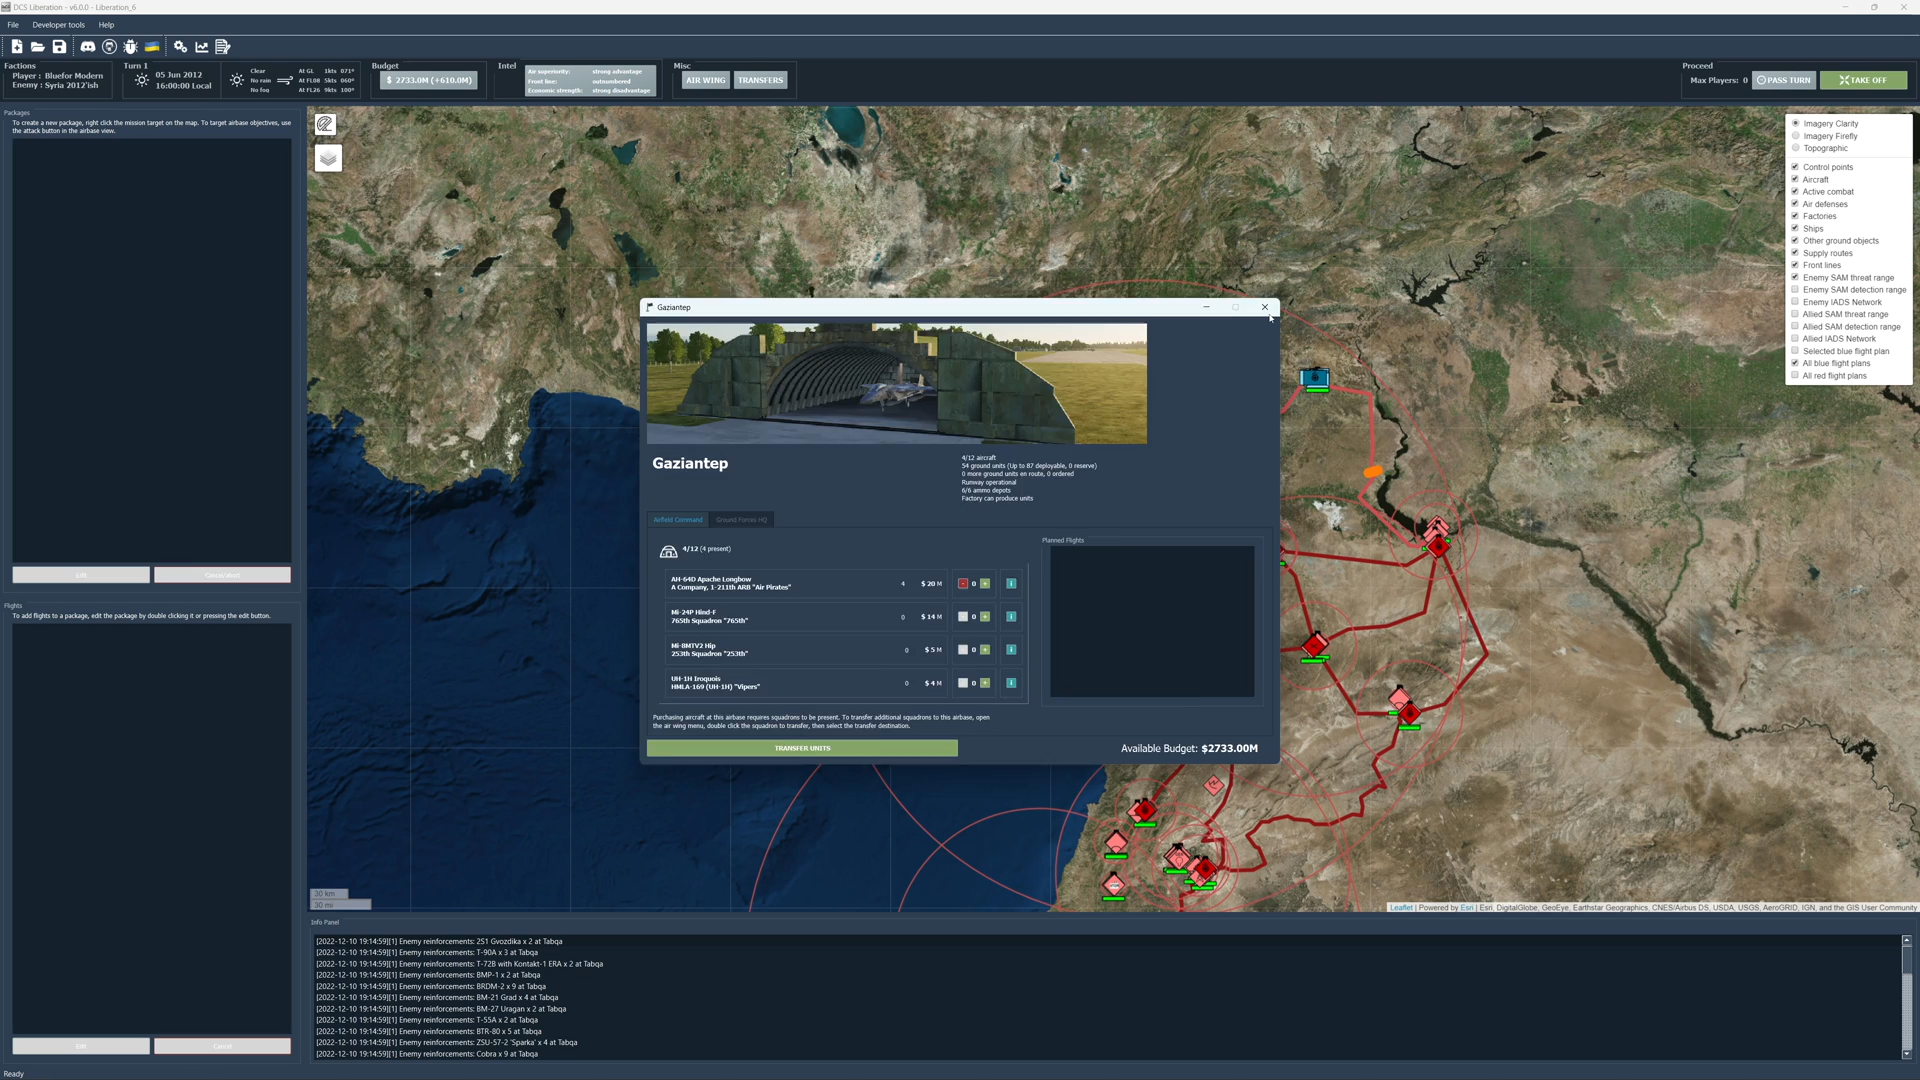 DCS Liberation - v6.0.0 - Liberation_6
File Developer tools Help
Factions
Player : Bluefor Modern
Enemy : Syria 2012'ish
Turn 1
05 Jun 2012
16:00:00 Local
Clear
No rain
No fog
At GL 1kts 071º
At FL08 5kts 060º
At FL26 9kts 100º
Budget
$ 2733.0M (+610.0M)
Intel
Air superiority: strong advantage
Front line: outnumbered
Economic strength: strong disadvantage
Misc
AIR WING TRANSFERS
Proceed
Max Players: 0 PASS TURN TAKE OFF
Packages
To create a new package, right click the mission target on the map. To target airbase objectives, use
the attack button in the airbase view.
Edit
Flights
To add flights to a package, edit the package by double clicking it or pressing the edit button.
Edit Cancel
Imagery Clarity
Imagery Firefly
Topographic
Control points
Aircraft
Active combat
Air defenses
Factories
Ships
Other ground objects
Supply routes
Front lines
Enemy SAM threat range
Enemy SAM detection range
Enemy IADS Network
Allied SAM threat range
Allied SAM detection range
Allied IADS Network
Selected blue flight plan
All blue flight plans
All red flight plans
Gaziantep
Gaziantep
4/12 aircraft
54 ground units (Up to 87 deployable, 0 reserve)
0 more ground units en route, 0 ordered
Runway operational
6/6 ammo depots
Factory can produce units
Airfield Command Ground Forces HQ
4/12 (4 present)
AH-64D Apache Longbow
A Company, 1-211th ARB "Air Pirates"
4 $ 20 M - 0 + i
Mi-24P Hind-F
765th Squadron "765th"
0 $ 14 M 0 + i
Mi-8MTV2 Hip
253th Squadron "253th"
0 $ 5 M 0 + i
UH-1H Iroquois
HMLA-169 (UH-1H) "Vipers"
0 $ 4 M 0 + i
Planned Flights
Purchasing aircraft at this airbase requires squadrons to be present. To transfer additional squadrons to this airbase, open
the air wing menu, double click the squadron to transfer, then select the transfer destination.
TRANSFER UNITS
Available Budget: $2733.00M
30 km
30 mi
Leaflet | Powered by Esri | Esri, DigitalGlobe, GeoEye, Earthstar Geographics, CNES/Airbus DS, USDA, USGS, AeroGRID, IGN, and the GIS User Community
Info Panel
[2022-12-10 19:14:59][1] Enemy reinforcements: 2S1 Gvozdika x 2 at Tabqa
[2022-12-10 19:14:59][1] Enemy reinforcements: T-90A x 3 at Tabqa
[2022-12-10 19:14:59][1] Enemy reinforcements: T-72B with Kontakt-1 ERA x 2 at Tabqa
[2022-12-10 19:14:59][1] Enemy reinforcements: BMP-1 x 2 at Tabqa
[2022-12-10 19:14:59][1] Enemy reinforcements: BRDM-2 x 9 at Tabqa
[2022-12-10 19:14:59][1] Enemy reinforcements: BM-21 Grad x 4 at Tabqa
[2022-12-10 19:14:59][1] Enemy reinforcements: BM-27 Uragan x 2 at Tabqa
[2022-12-10 19:14:59][1] Enemy reinforcements: T-55A x 2 at Tabqa
[2022-12-10 19:14:59][1] Enemy reinforcements: BTR-80 x 5 at Tabqa
[2022-12-10 19:14:59][1] Enemy reinforcements: ZSU-57-2 'Sparka' x 4 at Tabqa
[2022-12-10 19:14:59][1] Enemy reinforcements: Cobra x 9 at Tabqa
Ready